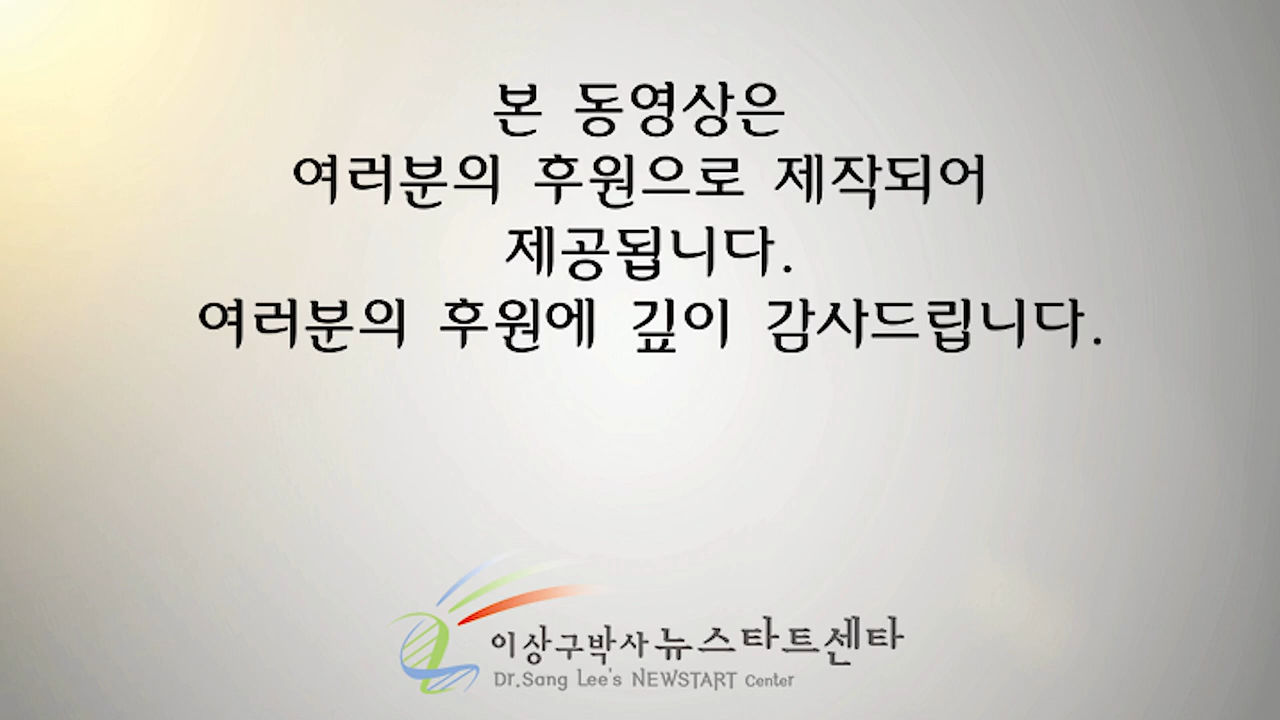 본 동영상은
여러분의 후원으로 제작되어
제공됩니다.
여러분의 후원에 깊이 감사드립니다.
이상구박사 뉴스타트센타
Dr.Sang Lee's NEWSTART Center